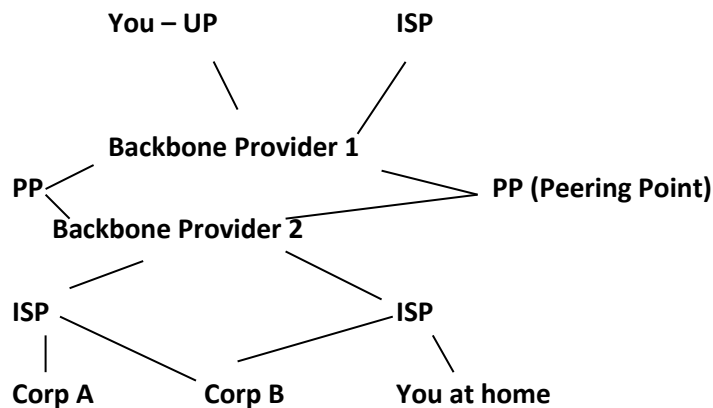 You – UP ISP
Backbone Provider 1
PP PP (Peering Point)
Backbone Provider 2
ISP ISP
Corp A Corp B You at home